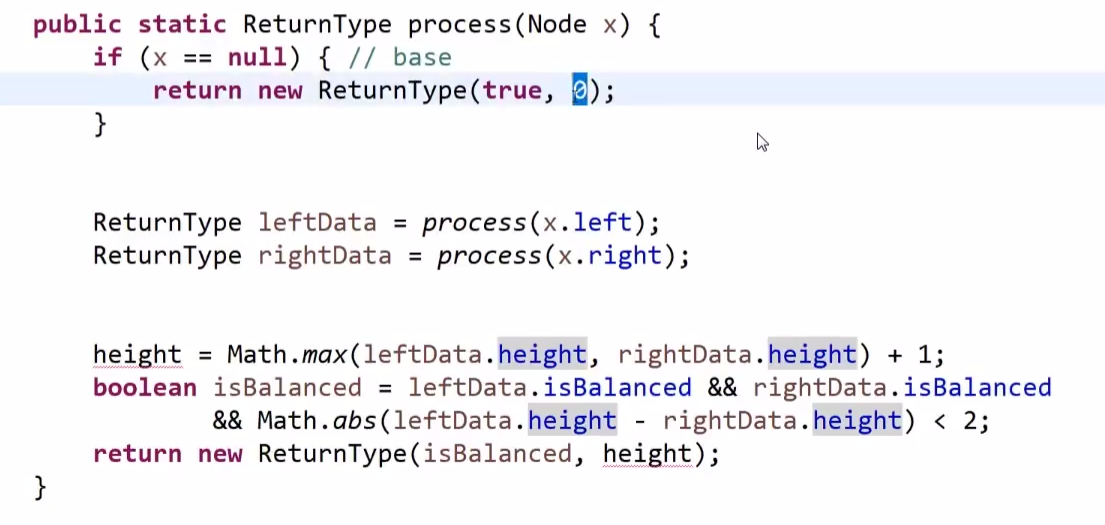 public static ReturnType process(Node x) {
    if (x == null) { // base
        return new ReturnType(true, 0);
    }
    ReturnType leftData = process(x.left);
    ReturnType rightData = process(x.right);
    height = Math.max(leftData.height, rightData.height) + 1;
    boolean isBalanced = leftData.isBalanced && rightData.isBalanced
            && Math.abs(leftData.height - rightData.height) < 2;
    return new ReturnType(isBalanced, height);
}